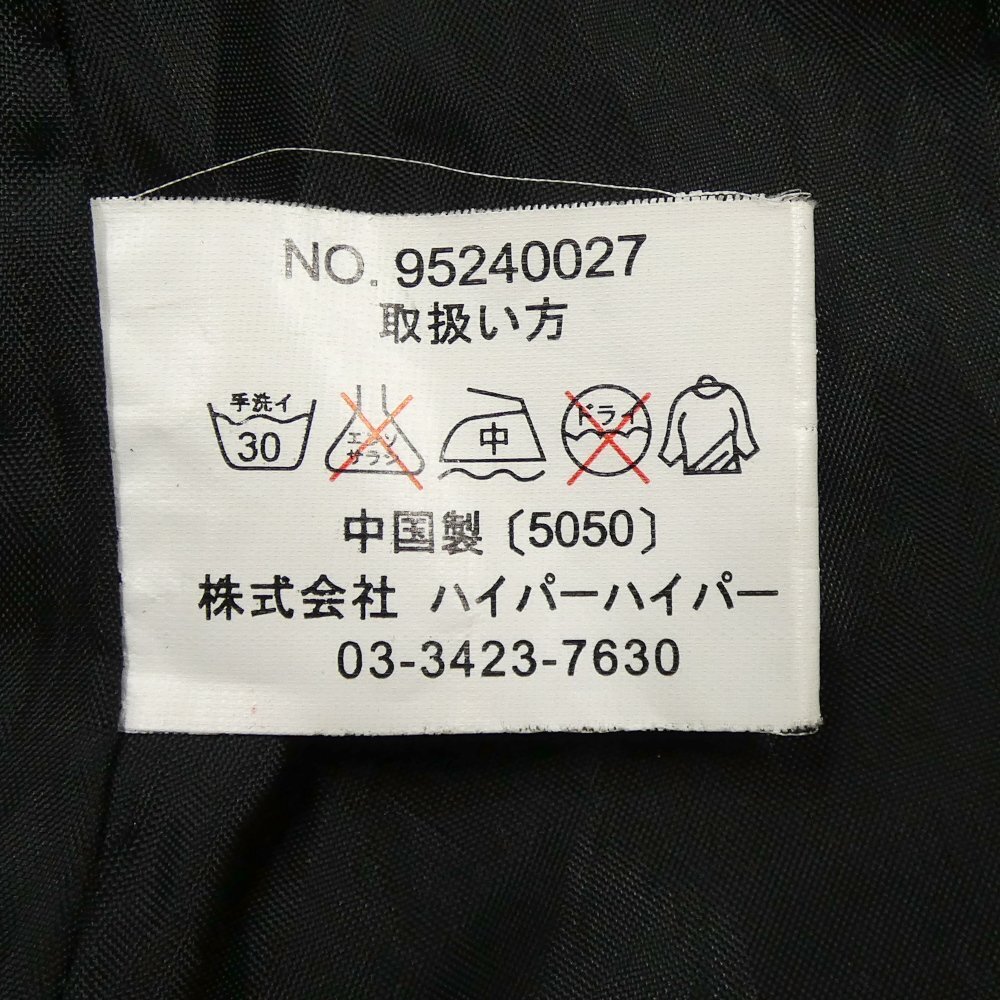 NO. 95240027
取扱い方
手洗イ 30
エンソ サラシ
中
ドライ
中国製〔5050〕
株式会社 ハイパーハイパー
03-3423-7630